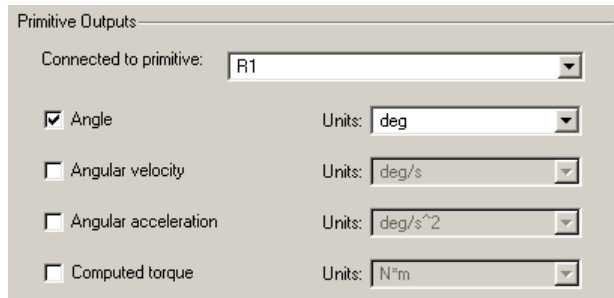 Primitive Outputs
Connected to primitive: R1
Angle Units: deg
Angular velocity Units: deg/s
Angular acceleration Units: deg/s^2
Computed torque Units: N*m